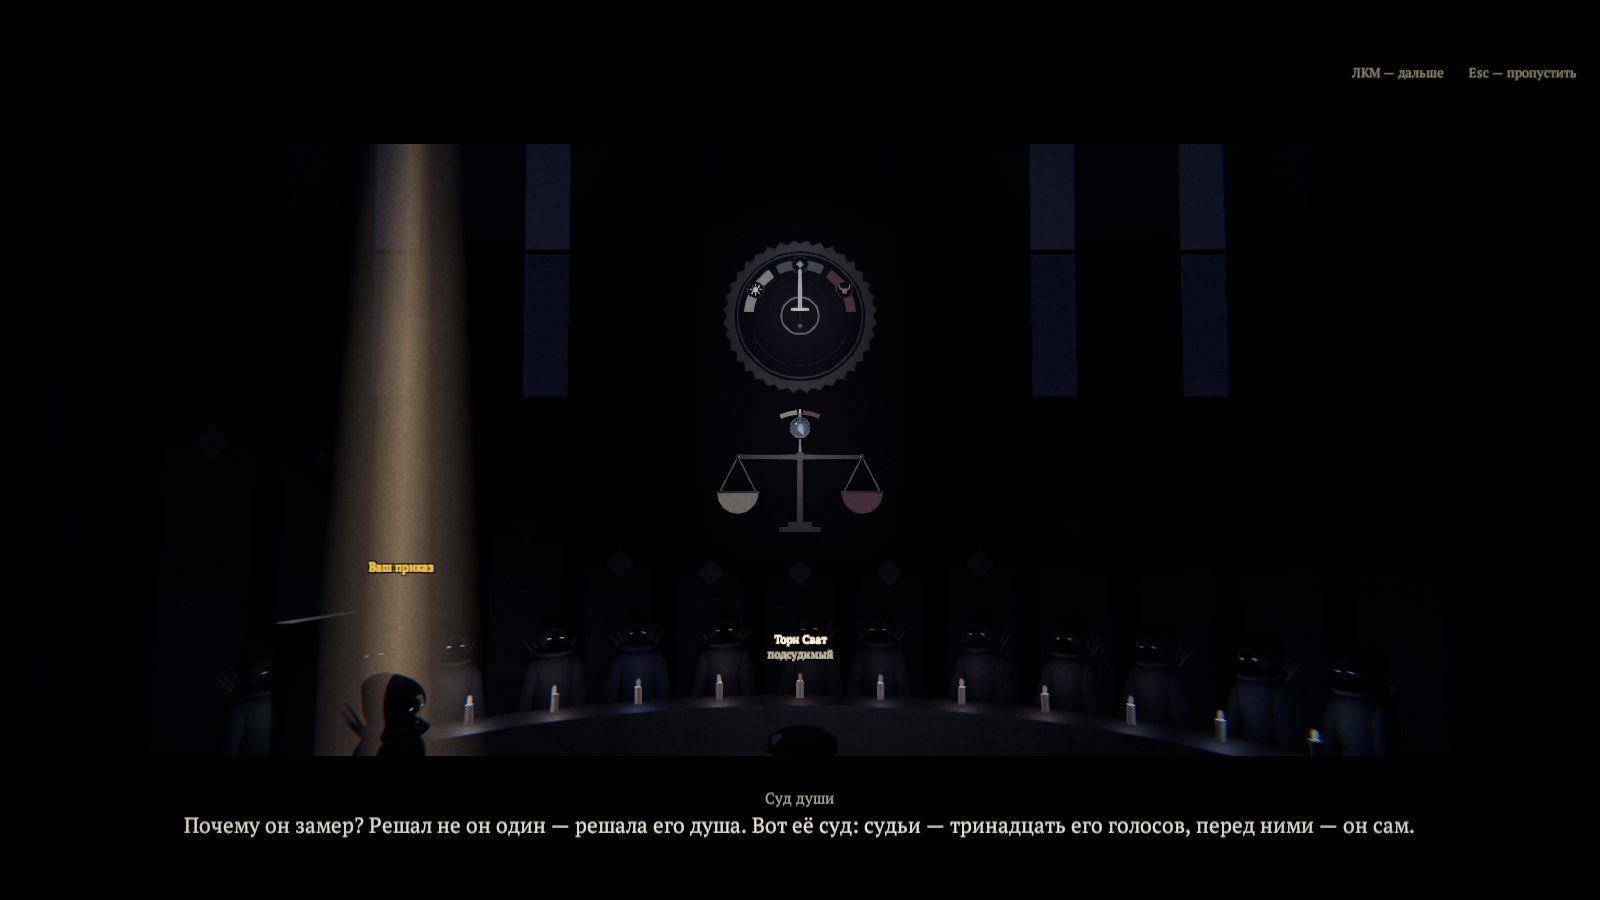 ЛКМ — дальше Esc — пропустить
Ваш приказ
Торн Сват
подсудимый
Суд души
Почему он замер? Решал не он один — решала его душа. Вот её суд: судьи — тринадцать его голосов, перед ними — он сам.